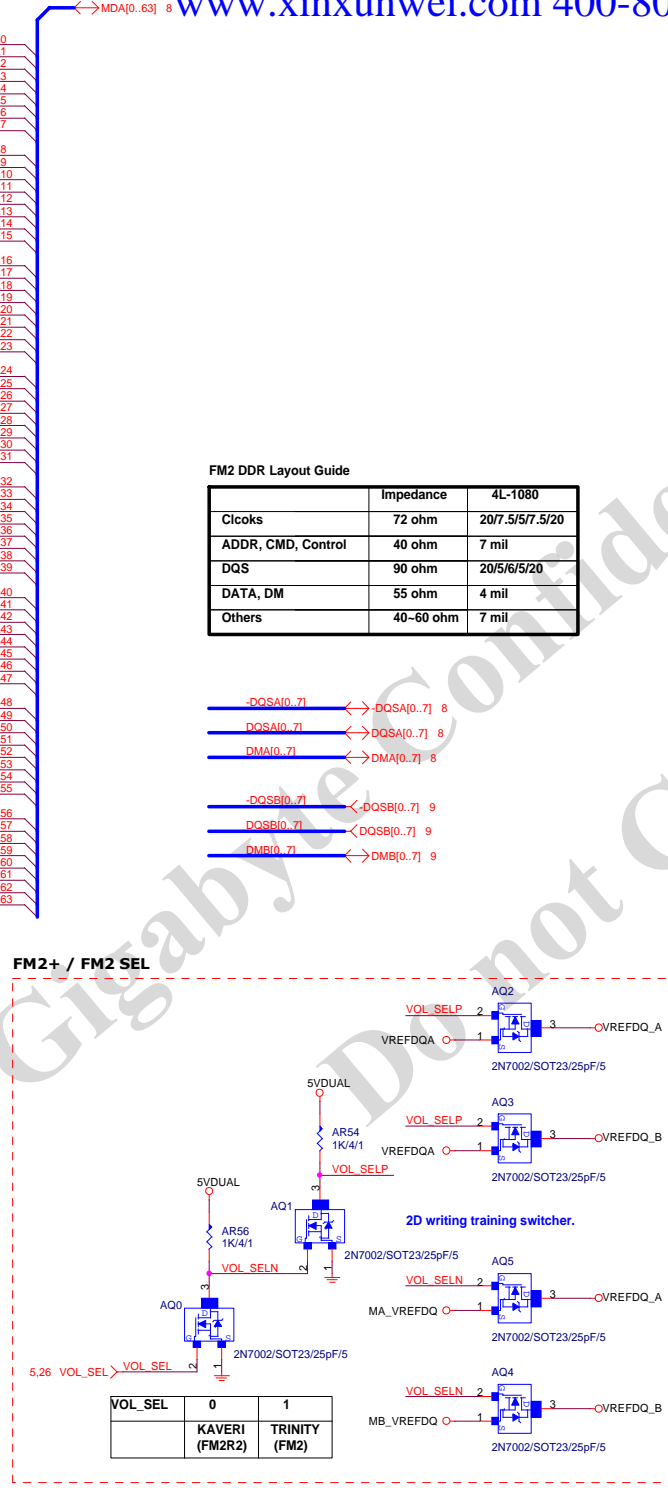 MDA[0..63] 8
www.xinxunwei.com 400-80
0
1
2
3
4
5
6
7
8
9
10
11
12
13
14
15
16
17
18
19
20
21
22
23
24
25
26
27
28
29
30
31
32
33
34
35
36
37
38
39
40
41
42
43
44
45
46
47
48
49
50
51
52
53
54
55
56
57
58
59
60
61
62
63
FM2 DDR Layout Guide
Impedance 4L-1080
Clcoks 72 ohm 20/7.5/5/7.5/20
ADDR, CMD, Control 40 ohm 7 mil
DQS 90 ohm 20/5/6/5/20
DATA, DM 55 ohm 4 mil
Others 40~60 ohm 7 mil
-DQSA[0..7] -DQSA[0..7] 8
DQSA[0..7] DQSA[0..7] 8
DMA[0..7] DMA[0..7] 8
-DQSB[0..7] -DQSB[0..7] 9
DQSB[0..7] DQSB[0..7] 9
DMB[0..7] DMB[0..7] 9
Gigabyte Confide
Do not C
FM2+ / FM2 SEL
AQ2
VOL_SELP 2 G D S 3 VREFDQ_A
VREFDQA 1
2N7002/SOT23/25pF/5
AQ3
VOL_SELP 2 G D S 3 VREFDQ_B
VREFDQA 1
2N7002/SOT23/25pF/5
5VDUAL
AR54
1K/4/1
VOL_SELP
3
AQ1
D G S
2N7002/SOT23/25pF/5
2 1
5VDUAL
AR56
1K/4/1
VOL_SELN
3
AQ0
D G S
2N7002/SOT23/25pF/5
2 1
5,26 VOL_SEL VOL_SEL
2D writing training switcher.
AQ5
VOL_SELN 2 G D S 3 VREFDQ_A
MA_VREFDQ 1
2N7002/SOT23/25pF/5
AQ4
VOL_SELN 2 G D S 3 VREFDQ_B
MB_VREFDQ 1
2N7002/SOT23/25pF/5
VOL_SEL 0 1
KAVERI TRINITY
(FM2R2) (FM2)